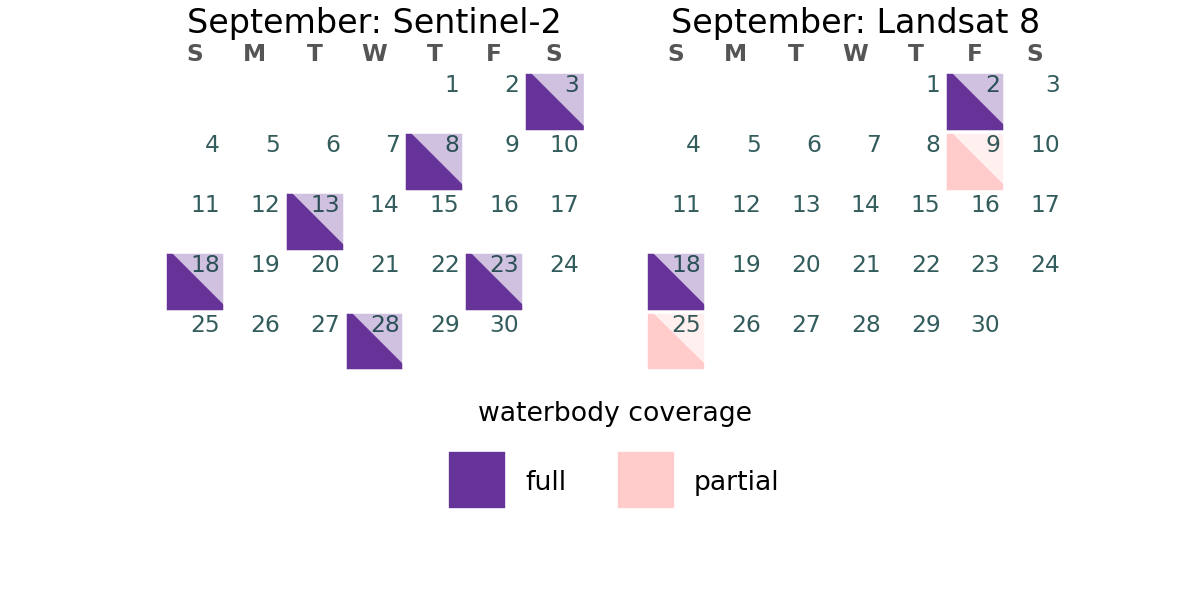 September: Sentinel-2
S M T W T F S
1 2 3
4 5 6 7 8 9 10
11 12 13 14 15 16 17
18 19 20 21 22 23 24
25 26 27 28 29 30
September: Landsat 8
S M T W T F S
1 2 3
4 5 6 7 8 9 10
11 12 13 14 15 16 17
18 19 20 21 22 23 24
25 26 27 28 29 30
waterbody coverage
full
partial